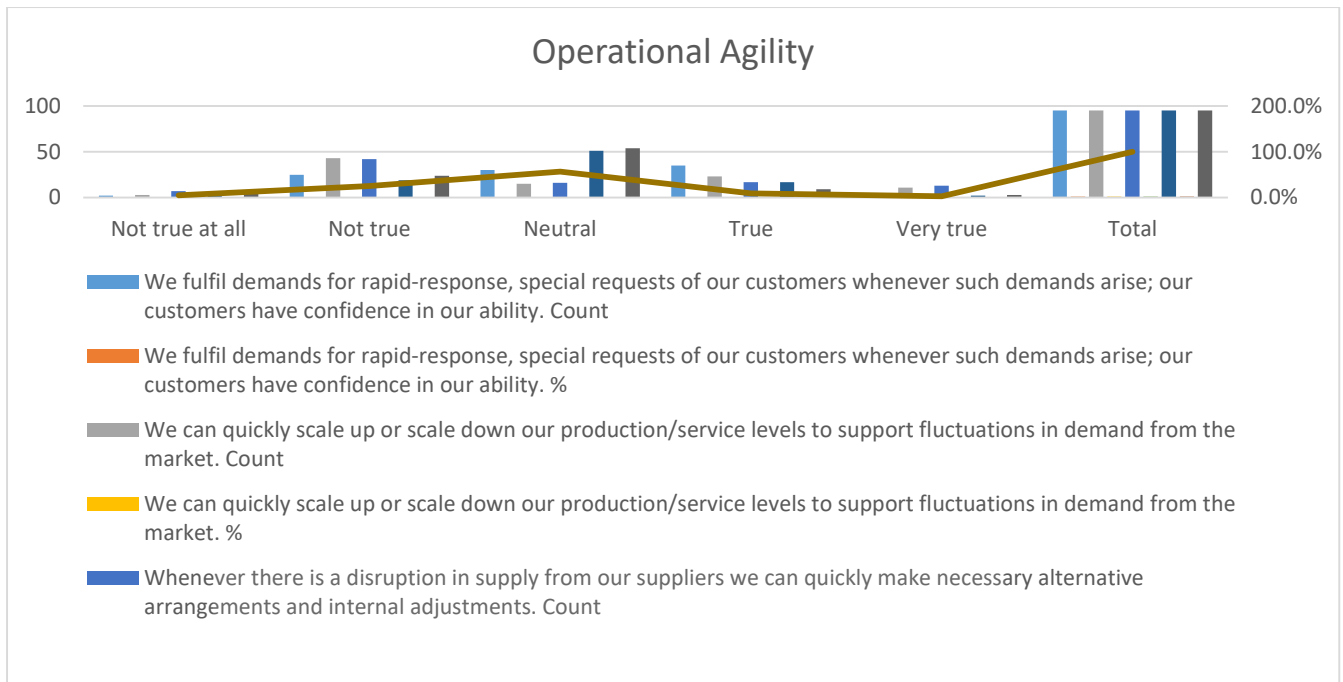 Operational Agility
100
50
0
200.0%
100.0%
0.0%
Not true at all
Not true
Neutral
True
Very true
Total
We fulfil demands for rapid-response, special requests of our customers whenever such demands arise; our
customers have confidence in our ability. Count
We fulfil demands for rapid-response, special requests of our customers whenever such demands arise; our
customers have confidence in our ability. %
We can quickly scale up or scale down our production/service levels to support fluctuations in demand from the
market. Count
We can quickly scale up or scale down our production/service levels to support fluctuations in demand from the
market. %
Whenever there is a disruption in supply from our suppliers we can quickly make necessary alternative
arrangements and internal adjustments. Count